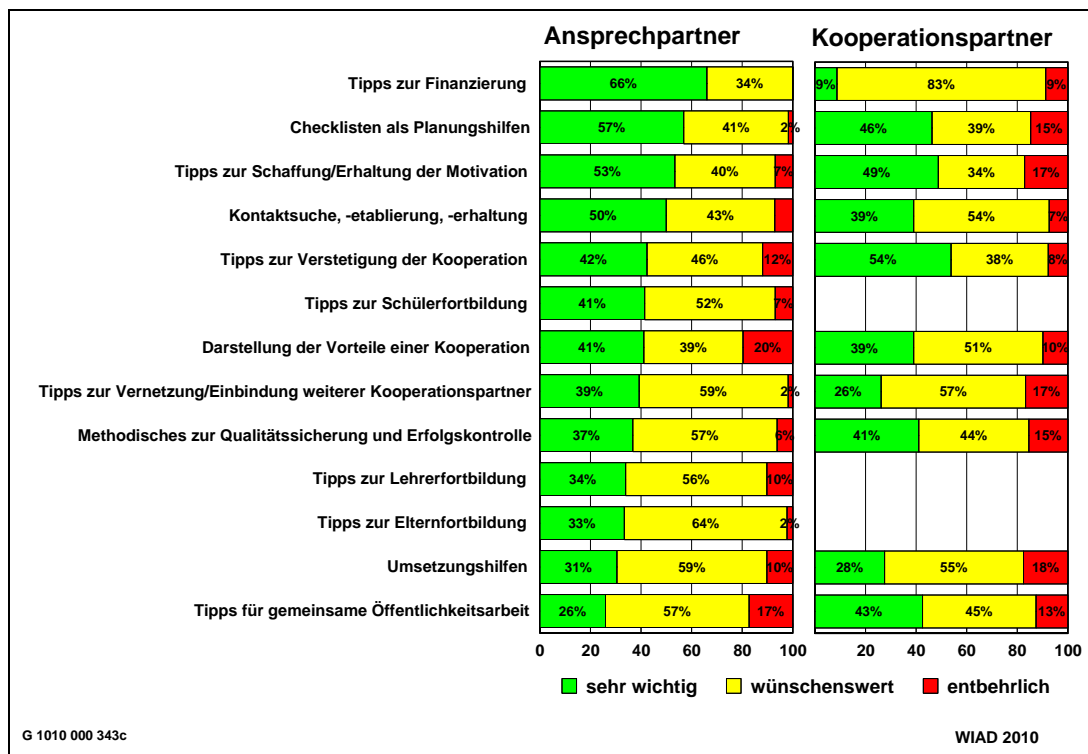 Ansprechpartner Kooperationspartner
Tipps zur Finanzierung 66% 34% 9% 83% 9%
Checklisten als Planungshilfen 57% 41% 2% 46% 39% 15%
Tipps zur Schaffung/Erhaltung der Motivation 53% 40% 7% 49% 34% 17%
Kontaktsuche, -etablierung, -erhaltung 50% 43% 39% 54% 7%
Tipps zur Verstetigung der Kooperation 42% 46% 12% 54% 38% 8%
Tipps zur Schülerfortbildung 41% 52% 7%
Darstellung der Vorteile einer Kooperation 41% 39% 20% 39% 51% 10%
Tipps zur Vernetzung/Einbindung weiterer Kooperationspartner 39% 59% 2% 26% 57% 17%
Methodisches zur Qualitätssicherung und Erfolgskontrolle 37% 57% 6% 41% 44% 15%
Tipps zur Lehrerfortbildung 34% 56% 10%
Tipps zur Elternfortbildung 33% 64% 2%
Umsetzungshilfen 31% 59% 10% 28% 55% 18%
Tipps für gemeinsame Öffentlichkeitsarbeit 26% 57% 17% 43% 45% 13%
0 20 40 60 80 100 0 20 40 60 80 100
sehr wichtig wünschenswert entbehrlich
G 1010 000 343c WIAD 2010